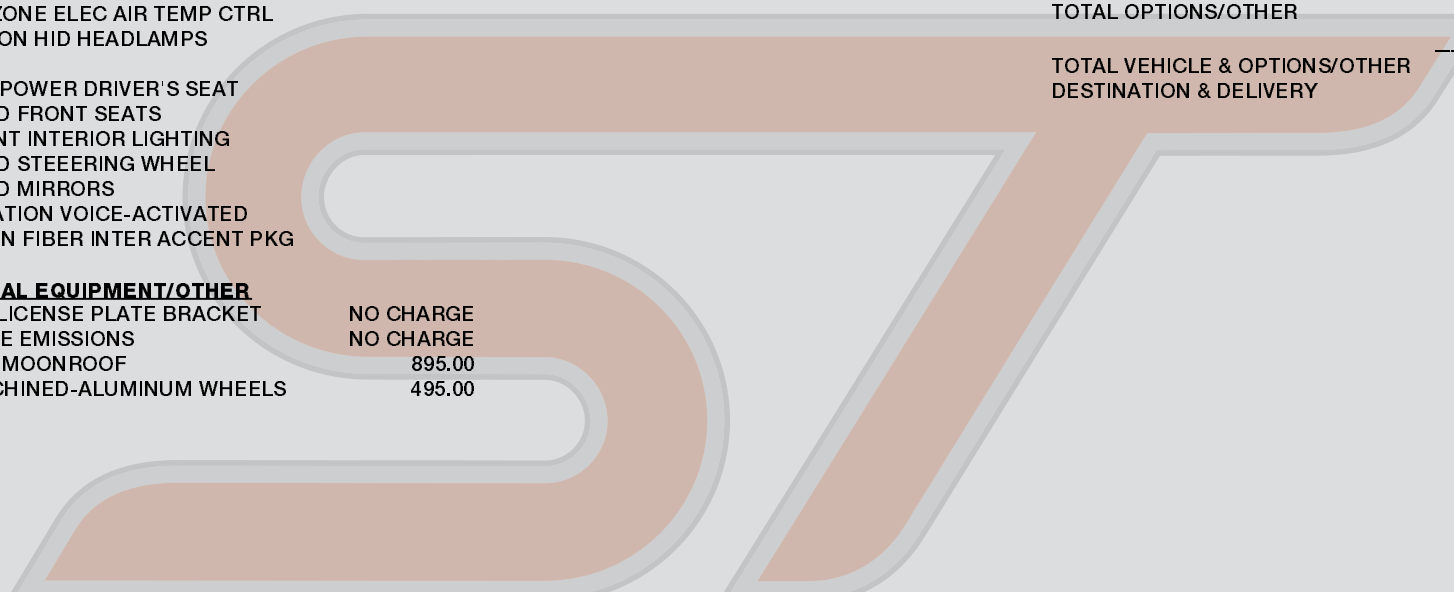 ZONE ELEC AIR TEMP CTRL
ON HID HEADLAMPS
POWER DRIVER'S SEAT
D FRONT SEATS
NT INTERIOR LIGHTING
D STEEERING WHEEL
D MIRRORS
ATION VOICE-ACTIVATED
N FIBER INTER ACCENT PKG
AL EQUIPMENT/OTHER
LICENSE PLATE BRACKET NO CHARGE
E EMISSIONS NO CHARGE
MOONROOF 895.00
CHINED-ALUMINUM WHEELS 495.00
TOTAL OPTIONS/OTHER
TOTAL VEHICLE & OPTIONS/OTHER
DESTINATION & DELIVERY
ST